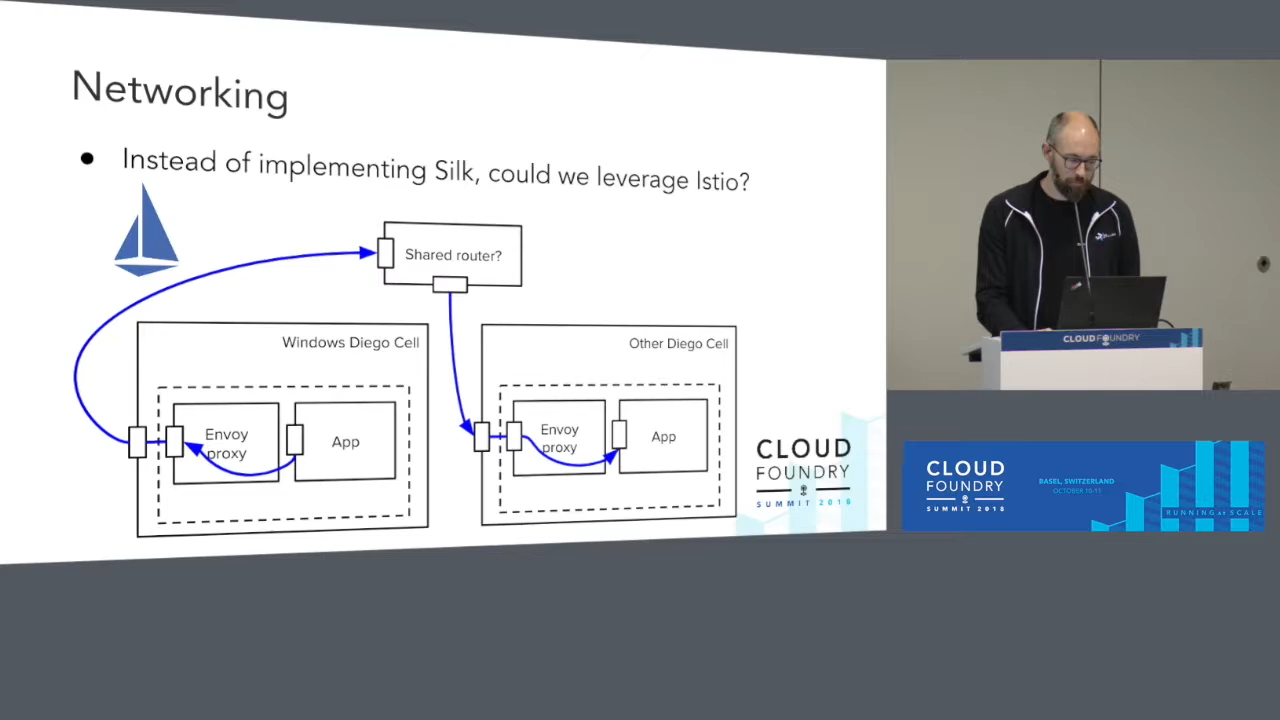 Networking
● Instead of implementing Silk, could we leverage Istio?
Shared router?
Windows Diego Cell
Envoy
proxy
App
Other Diego Cell
Envoy
proxy
App
CLOUD
FOUNDRY
SUMMIT 2018
CLOUD FOUNDRY
CLOUD
FOUNDRY
SUMMIT 2018
BASEL, SWITZERLAND
OCTOBER 10-11
RUNNING AT SCALE